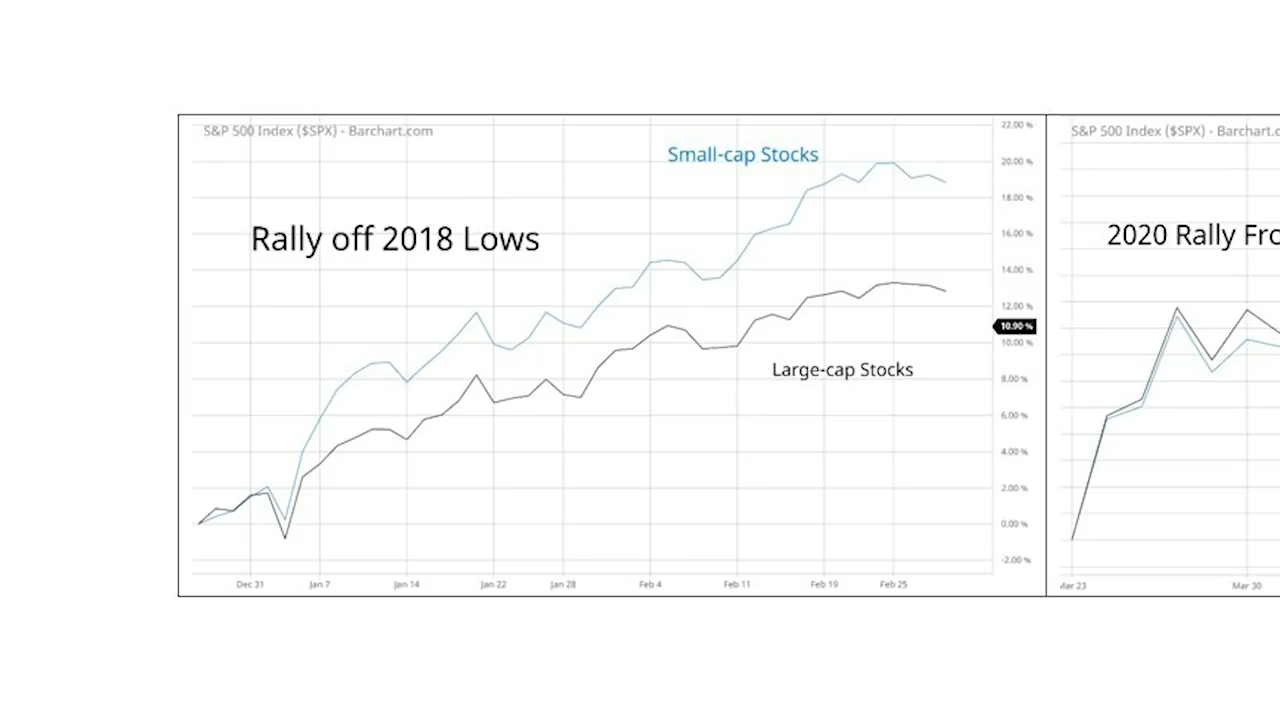 S&P 500 Index ($SPX) - Barchart.com
Small-cap Stocks
Rally off 2018 Lows
Large-cap Stocks
22.00 %
20.00 %
18.00 %
16.00 %
14.00 %
12.00 %
10.90 %
10.00 %
8.00 %
6.00 %
4.00 %
2.00 %
0.00 %
-2.00 %
Dec 31 Jan 7 Jan 14 Jan 22 Jan 28 Feb 4 Feb 11 Feb 19 Feb 25
S&P 500 Index ($SPX) - Barchart.c
2020 Rally Fro
Mar 23 Mar 30